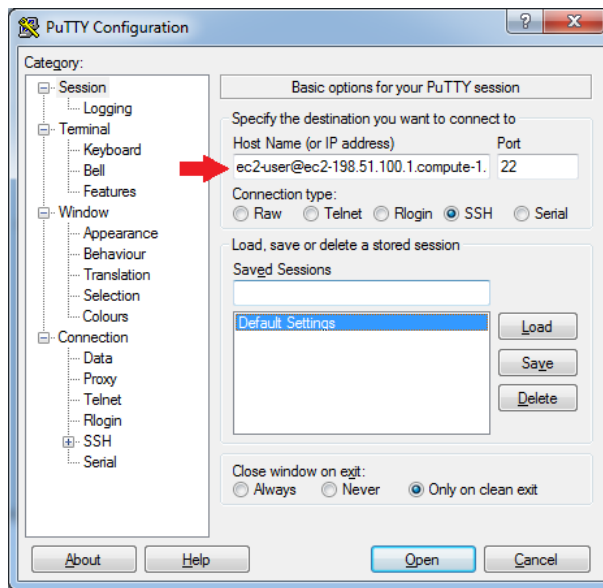 PuTTY Configuration
Category:
Session
Logging
Terminal
Keyboard
Bell
Features
Window
Appearance
Behaviour
Translation
Selection
Colours
Connection
Data
Proxy
Telnet
Rlogin
SSH
Serial
Basic options for your PuTTY session
Specify the destination you want to connect to
Host Name (or IP address) Port
ec2-user@ec2-198.51.100.1.compute-1. 22
Connection type:
Raw Telnet Rlogin SSH Serial
Load, save or delete a stored session
Saved Sessions
Default Settings
Load
Save
Delete
Close window on exit:
Always Never Only on clean exit
About Help Open Cancel